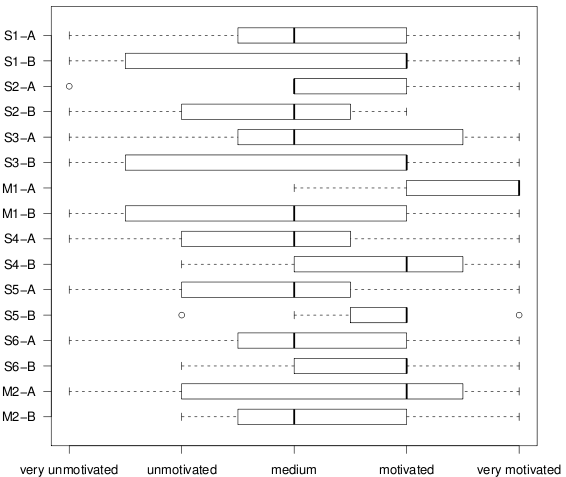 S1-A
S1-B
S2-A
S2-B
S3-A
S3-B
M1-A
M1-B
S4-A
S4-B
S5-A
S5-B
S6-A
S6-B
M2-A
M2-B
very unmotivated unmotivated medium motivated very motivated